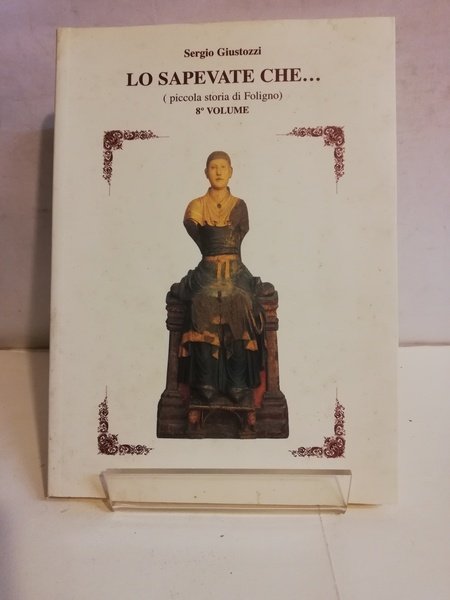 Sergio Giustozzi
LO SAPEVATE CHE...
( piccola storia di Foligno)
8° VOLUME